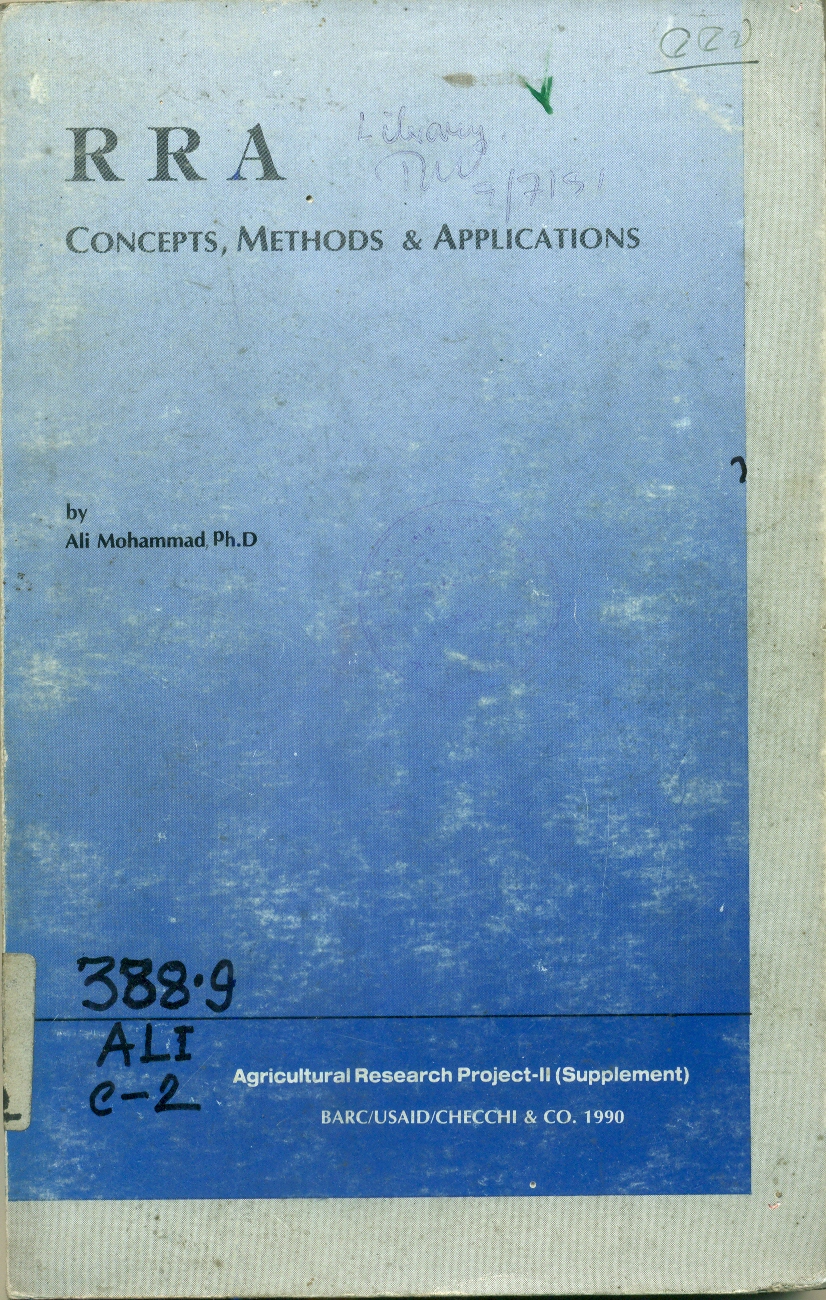 RRA
Library
CONCEPTS, METHODS & APPLICATIONS
by
Ali Mohammad, Ph.D
388.9
ALI
C-2
Agricultural Research Project-II (Supplement)
BARC/USAID/CHECCHI & CO. 1990